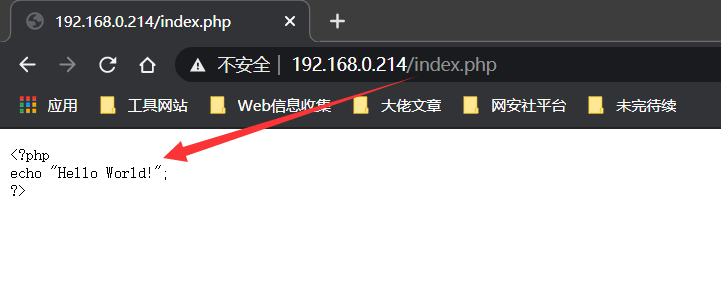 192.168.0.214/index.php
不安全 192.168.0.214/index.php
应用 工具网站 Web信息收集 大佬文章 网安社平台 未完待续
<?php
echo "Hello World!";
?>